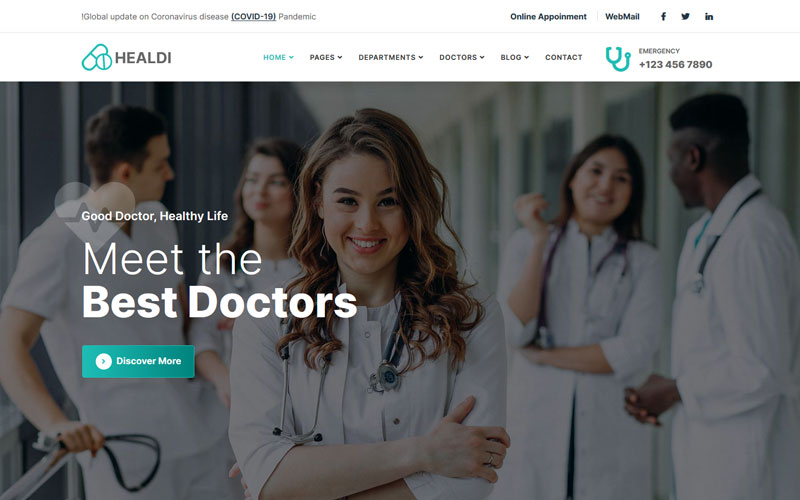 !Global update on Coronavirus disease (COVID-19) Pandemic
Online Appoinment
WebMail
HEALDI
HOME
PAGES
DEPARTMENTS
DOCTORS
BLOG
CONTACT
EMERGENCY
+123 456 7890
Good Doctor, Healthy Life
Meet the
Best Doctors
Discover More